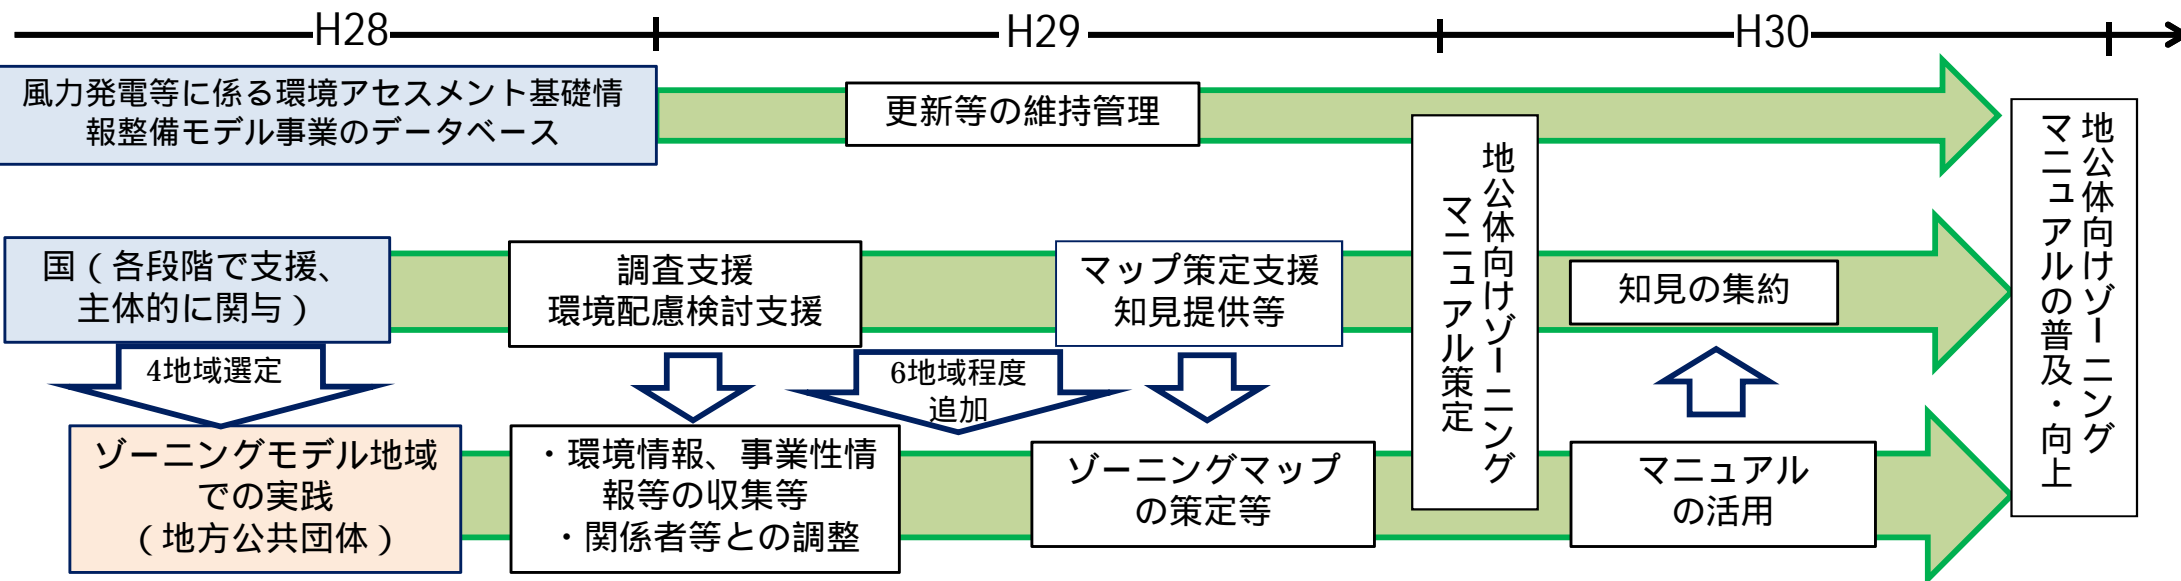 H28
H29
H30
風力発電等に係る環境アセスメント基礎情
報整備モデル事業のデータベース
更新等の維持管理
国（各段階で支援、
主体的に関与）
調査支援
環境配慮検討支援
マップ策定支援
知見提供等
地公体向けゾーニング
マニュアル策定
知見の集約
地公体向けゾーニング
マニュアルの普及・向上
4地域選定
6地域程度
追加
ゾーニングモデル地域
での実践
（地方公共団体）
・環境情報、事業性情
報等の収集等
・関係者等との調整
ゾーニングマップ
の策定等
マニュアル
の活用